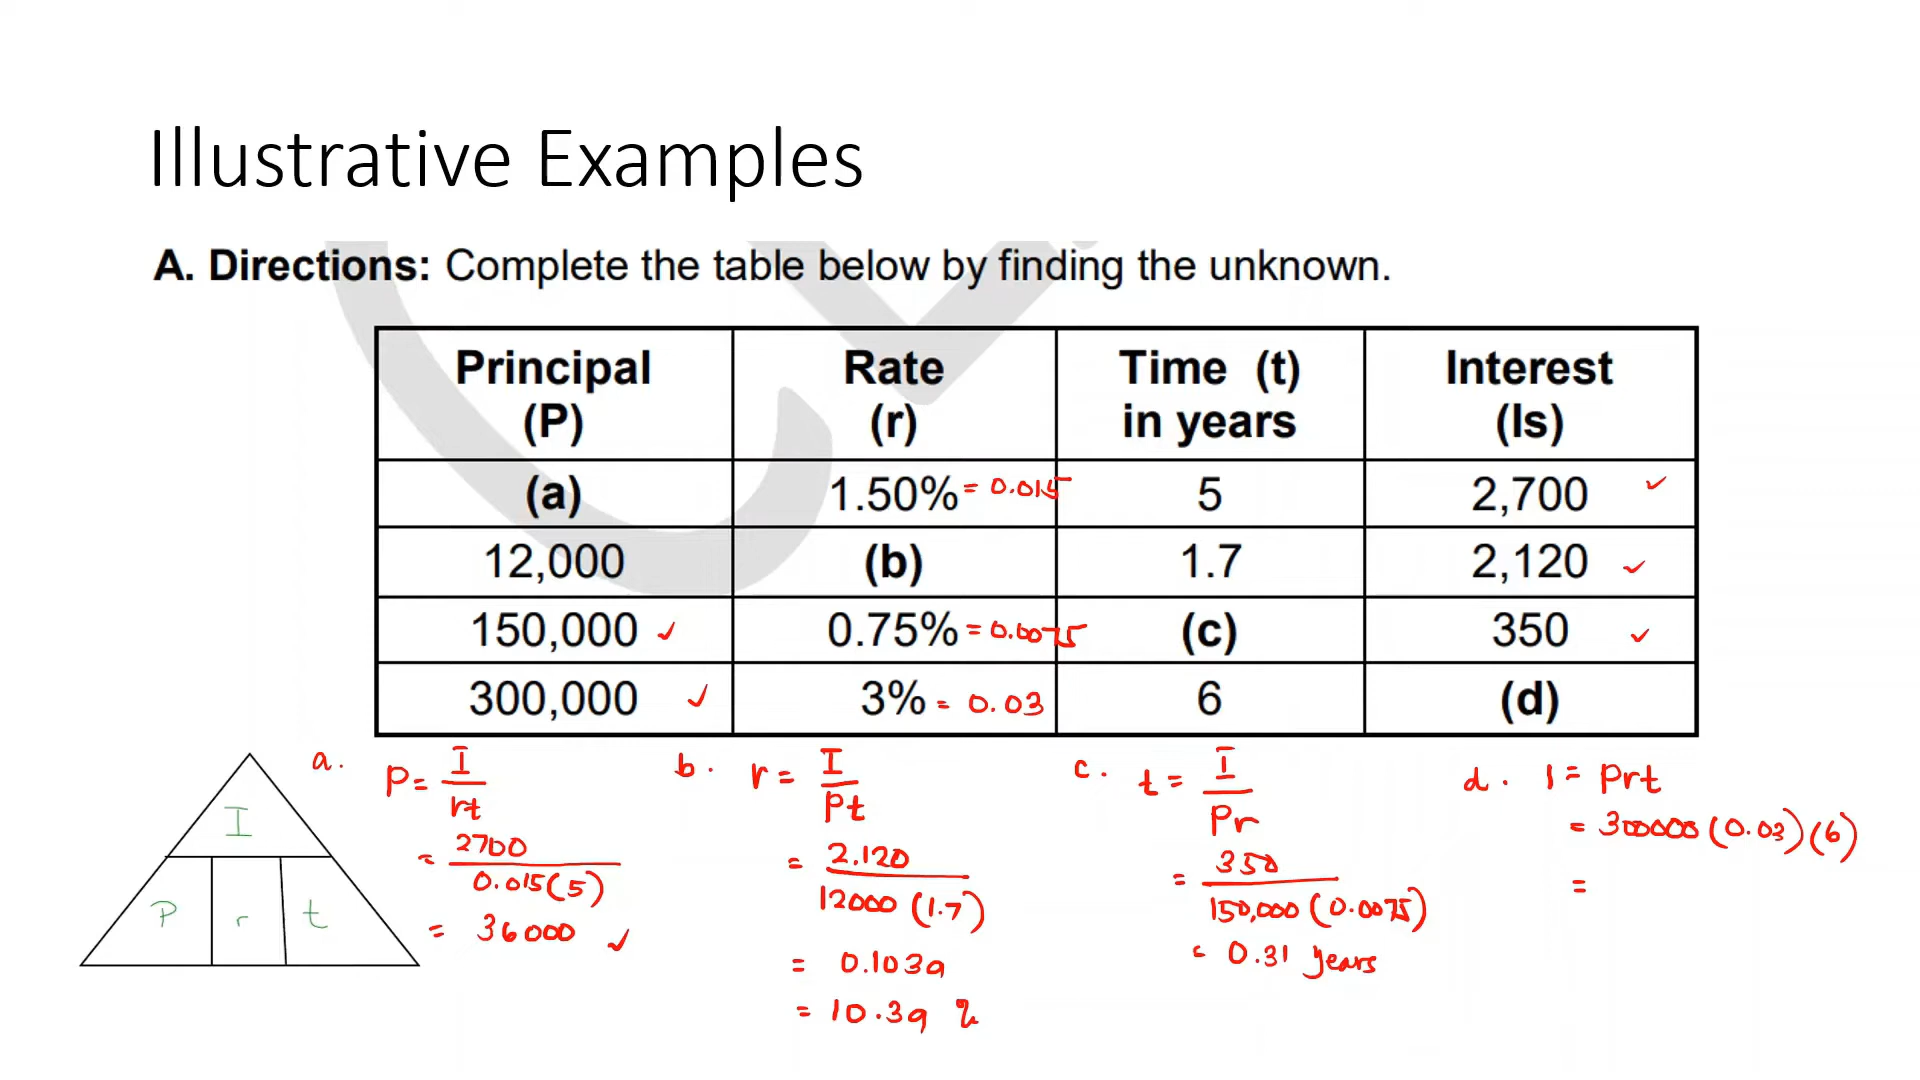 Illustrative Examples
A. Directions: Complete the table below by finding the unknown.
Principal (P) Rate (r) Time (t) in years Interest (Is)
(a) 1.50% = 0.015 5 2,700 ✓
12,000 (b) 1.7 2,120 ✓
150,000 ✓ 0.75% = 0.0075 (c) 350 ✓
300,000 ✓ 3% = 0.03 6 (d)
I
P r t
a. P = I / rt
= 2700 / 0.015(5)
= 36000 ✓
b. r = I / Pt
= 2.120 / 12000 (1.7)
= 0.1039
= 10.39 %
c. t = I / Pr
= 350 / 150,000 (0.0075)
= 0.31 years
d. I = Prt
= 300000 (0.03)(6)
=